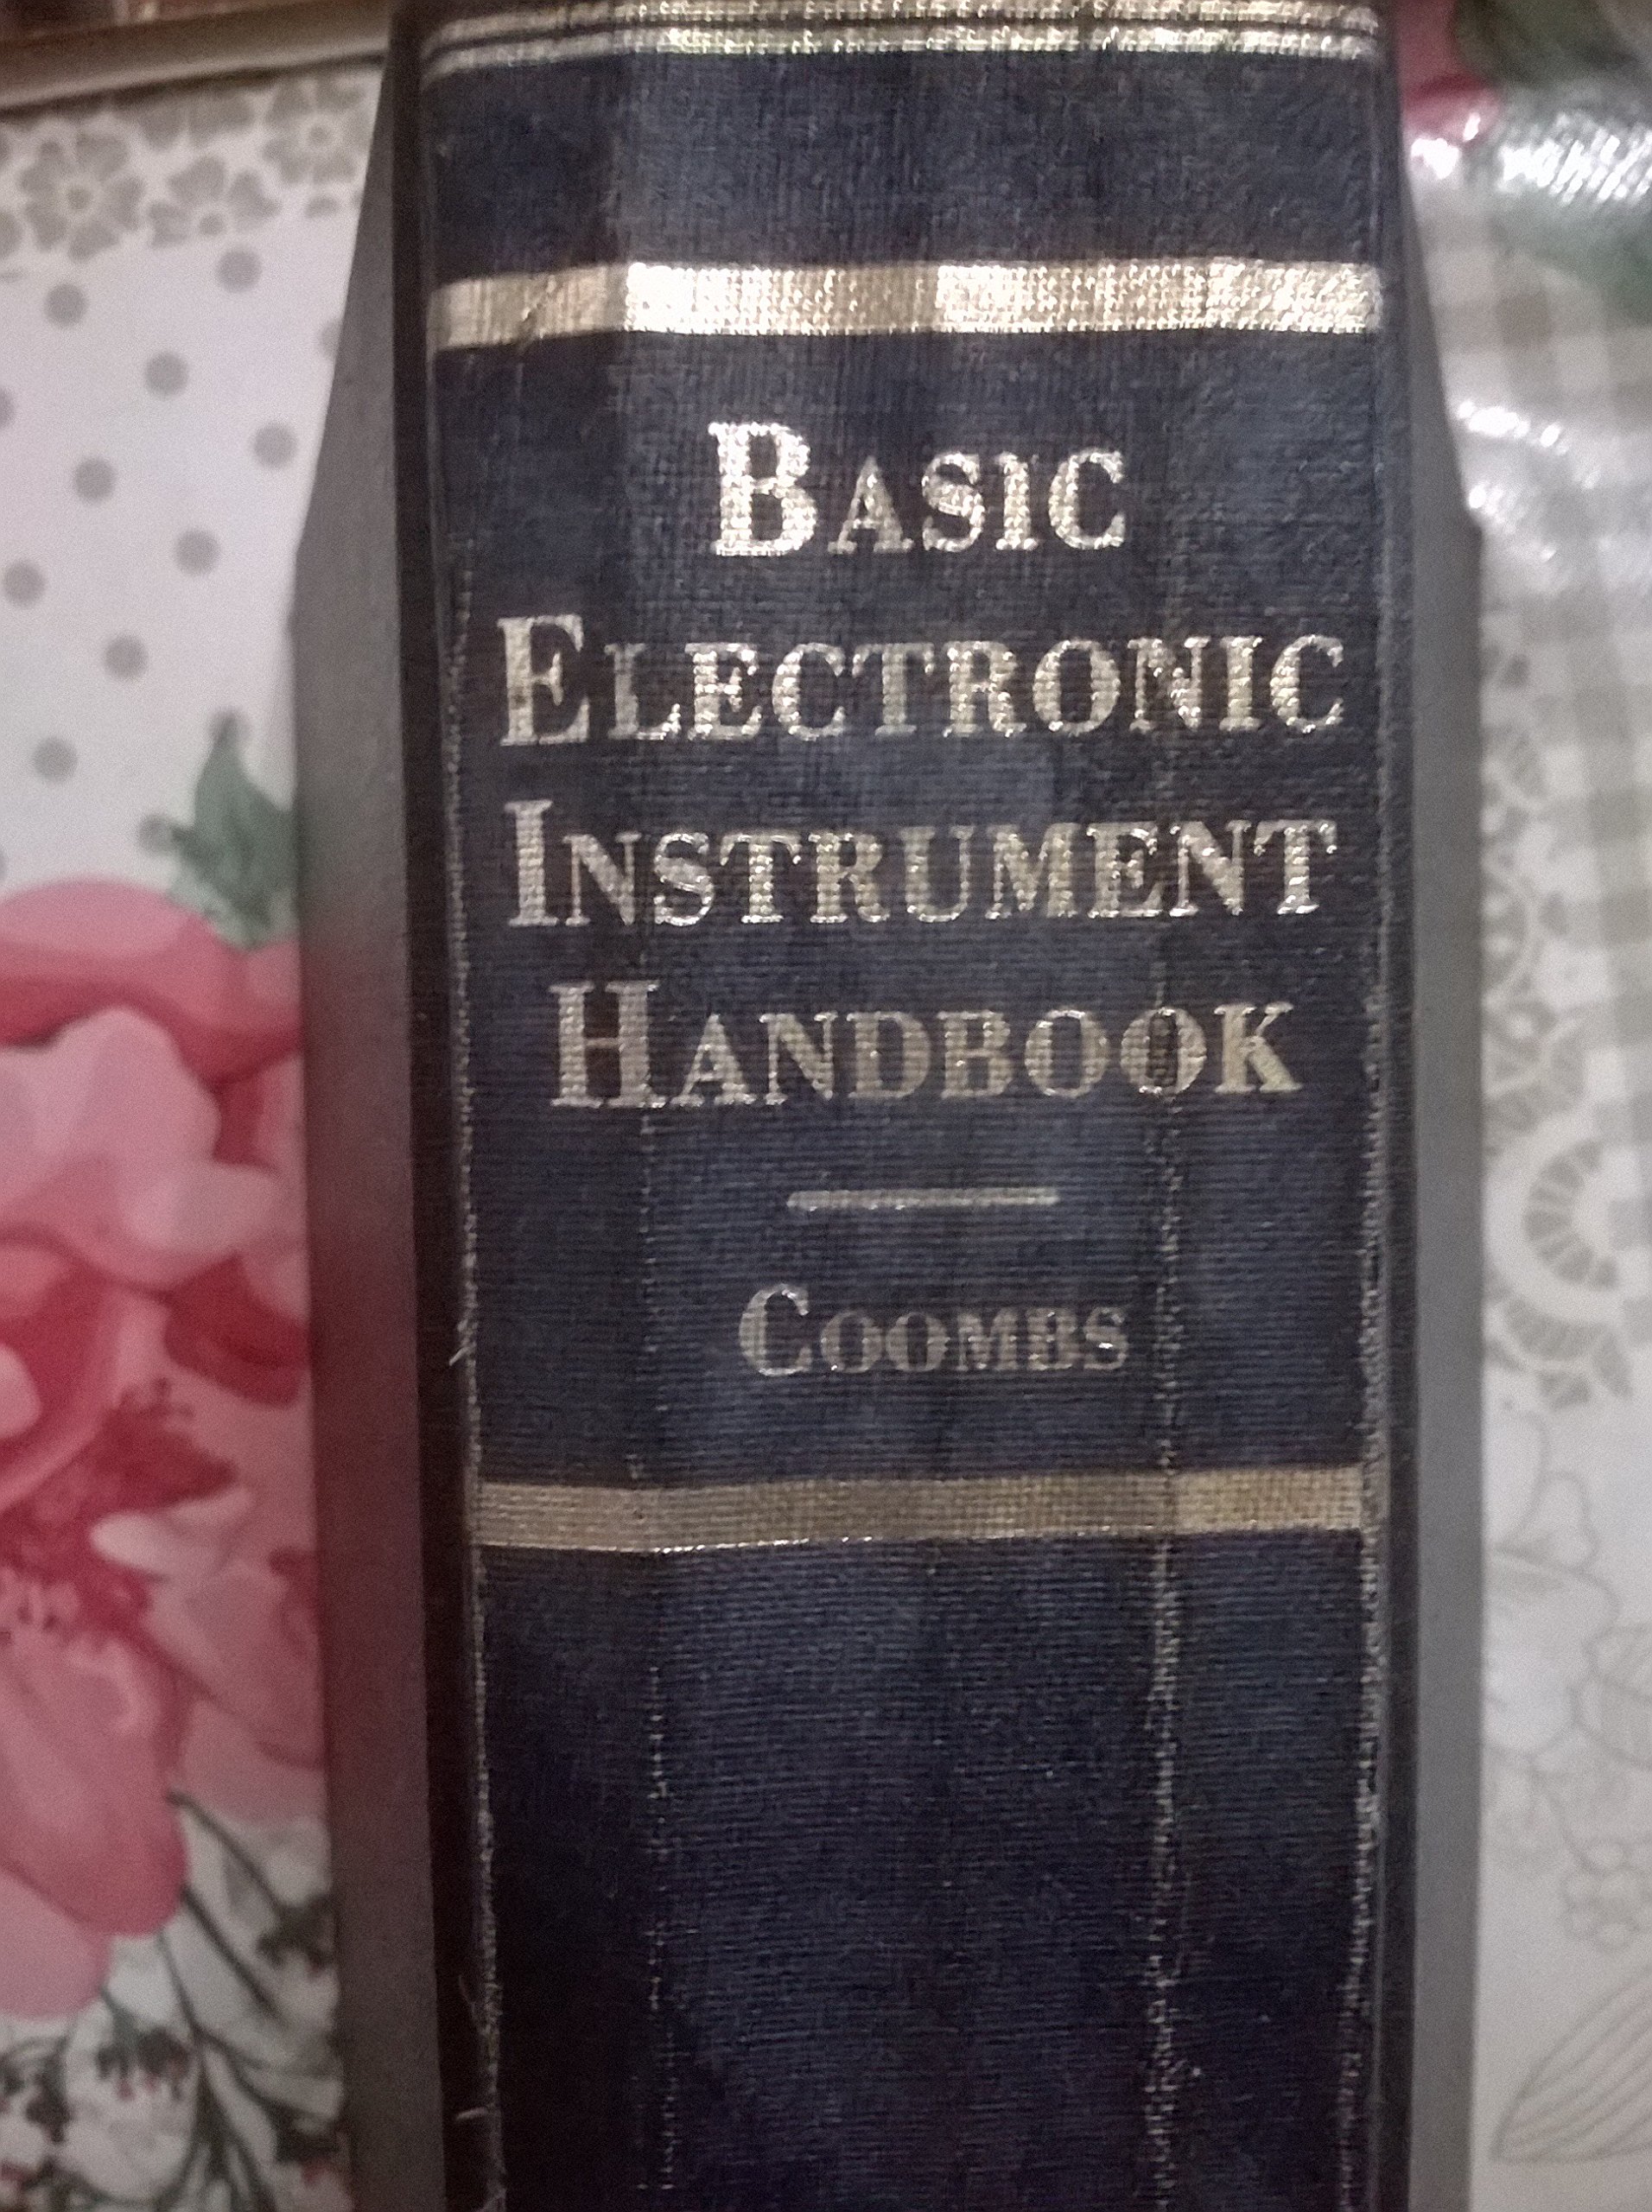 BASIC
ELECTRONIC
INSTRUMENT
HANDBOOK
COOMBS